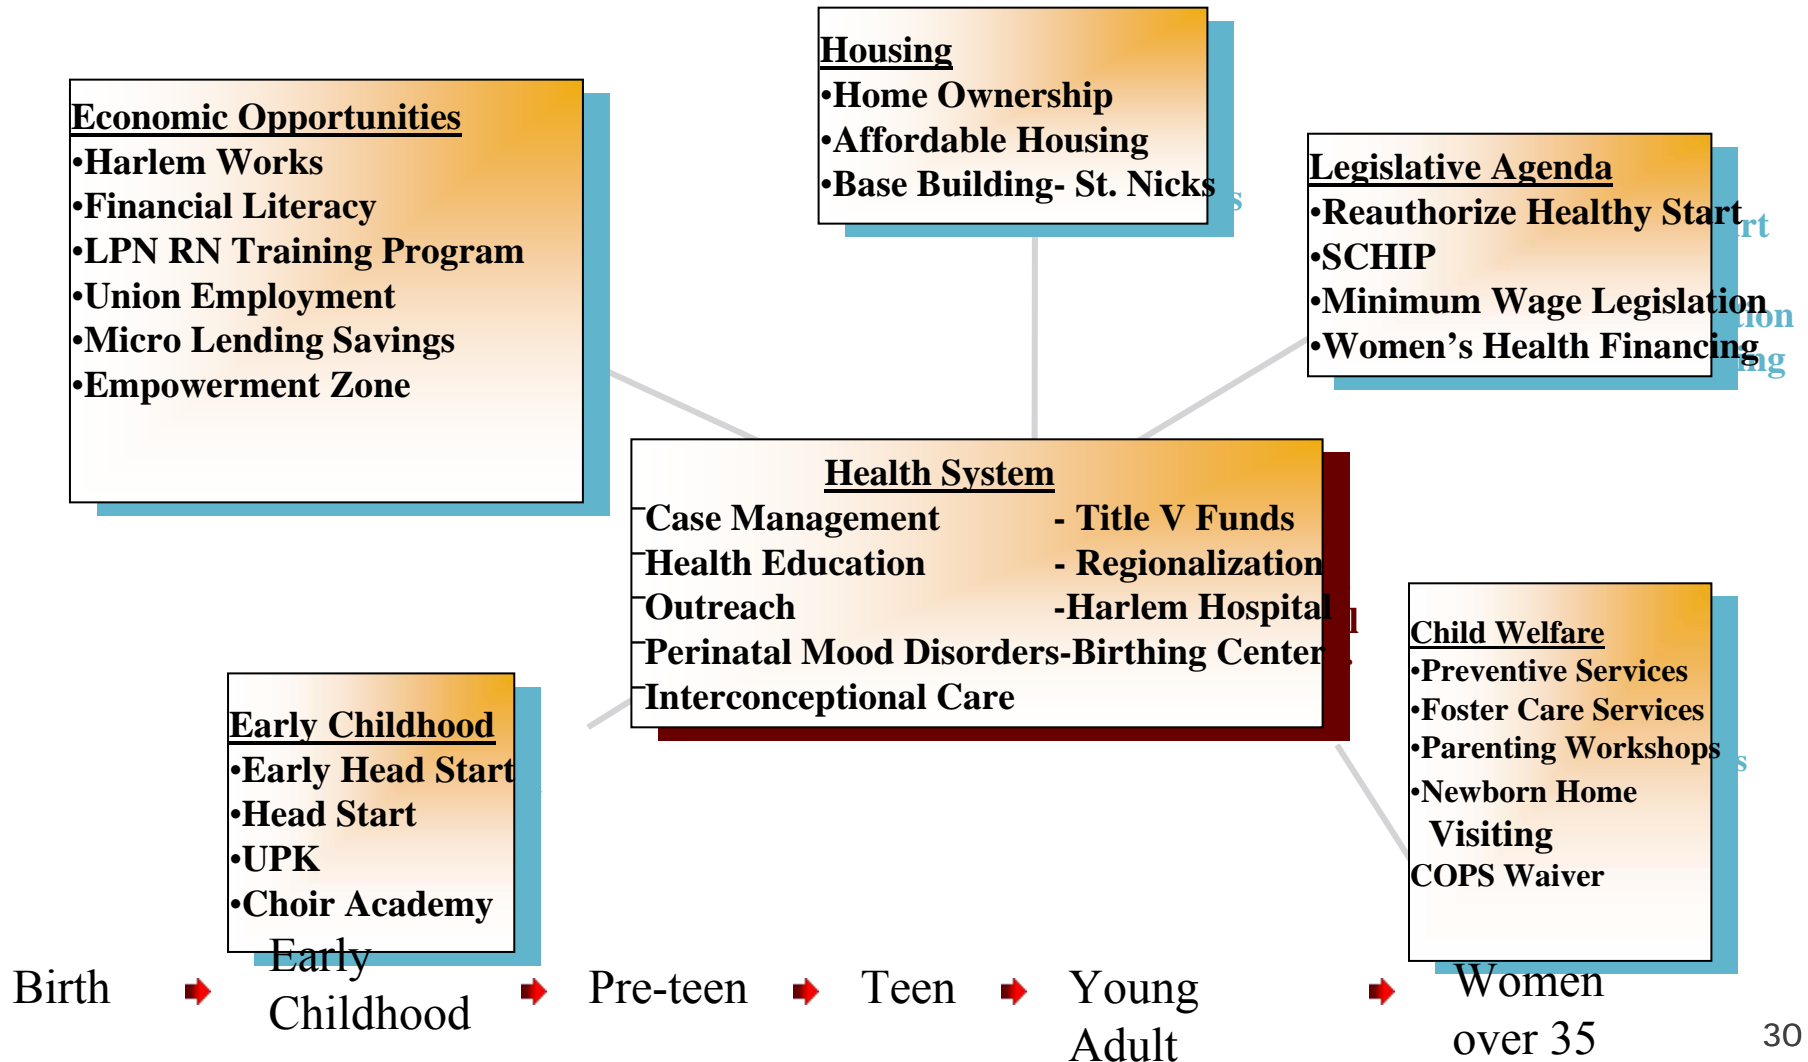 Housing
•Home Ownership
•Affordable Housing
•Base Building- St. Nicks
Economic Opportunities
•Harlem Works
•Financial Literacy
•LPN RN Training Program
•Union Employment
•Micro Lending Savings
•Empowerment Zone
Legislative Agenda
•Reauthorize Healthy Start
•SCHIP
•Minimum Wage Legislation
•Women’s Health Financing
Health System
–Case Management - Title V Funds
–Health Education - Regionalization
–Outreach -Harlem Hospital
–Perinatal Mood Disorders-Birthing Center
–Interconceptional Care
Child Welfare
•Preventive Services
•Foster Care Services
•Parenting Workshops
•Newborn Home
Visiting
COPS Waiver
Early Childhood
•Early Head Start
•Head Start
•UPK
•Choir Academy
Birth
Early
Childhood
Pre-teen
Teen
Young
Adult
Women
over 35
30